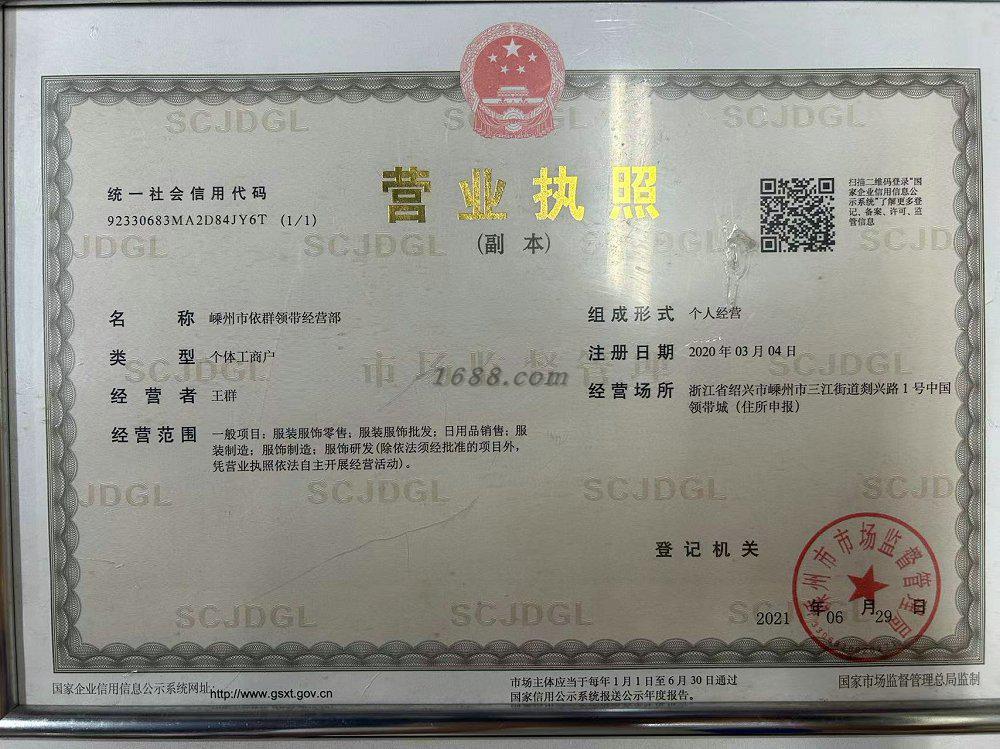 统一社会信用代码
92330683MA2D84JY6T (1/1)
营业执照
(副 本)
扫描二维码登录“国
家企业信用信息公
示系统”了解更多登
记、备案、许可、监
管信息
名 称 嵊州市依群领带经营部
类 型 个体工商户
经营者 王群
经营范围 一般项目：服装服饰零售；服装服饰批发；日用品销售；服
装制造；服饰制造；服饰研发(除依法须经批准的项目外，
凭营业执照依法自主开展经营活动)。
组成形式 个人经营
注册日期 2020 年 03 月 04 日
经营场所 浙江省绍兴市嵊州市三江街道剡兴路 1 号中国
领带城（住所申报）
SCJDGL
市场监督管理
1688.com
登记机关
嵊州市市场监督管理局
2021 年 06 月 29 日
国家企业信用信息公示系统网址:http://www.gsxt.gov.cn
市场主体应当于每年 1 月 1 日至 6 月 30 日通过
国家信用公示系统报送公示年度报告。
国家市场监督管理总局监制